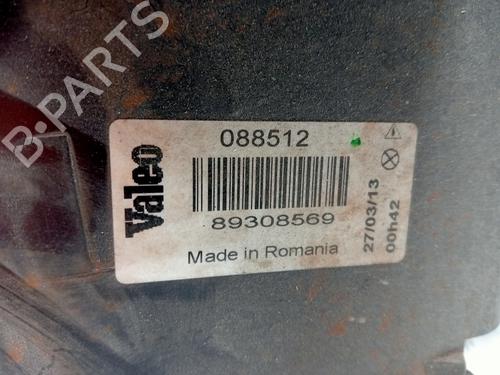 B-PARTS
Valeo
088512
89308569
Made in Romania
27/03/13
00h42